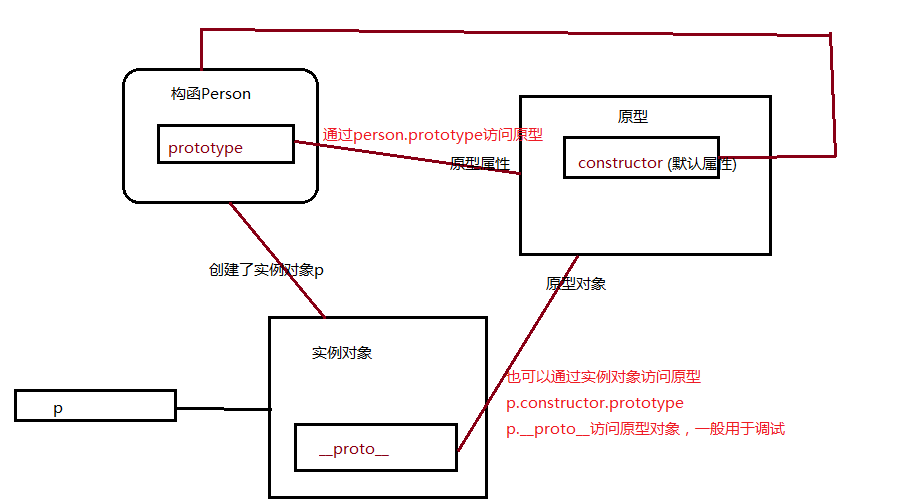 构函Person
prototype
通过person.prototype访问原型
原型属性
原型
constructor (默认属性)
创建了实例对象p
原型对象
实例对象
p
__proto__
也可以通过实例对象访问原型
p.constructor.prototype
p.__proto__访问原型对象，一般用于调试